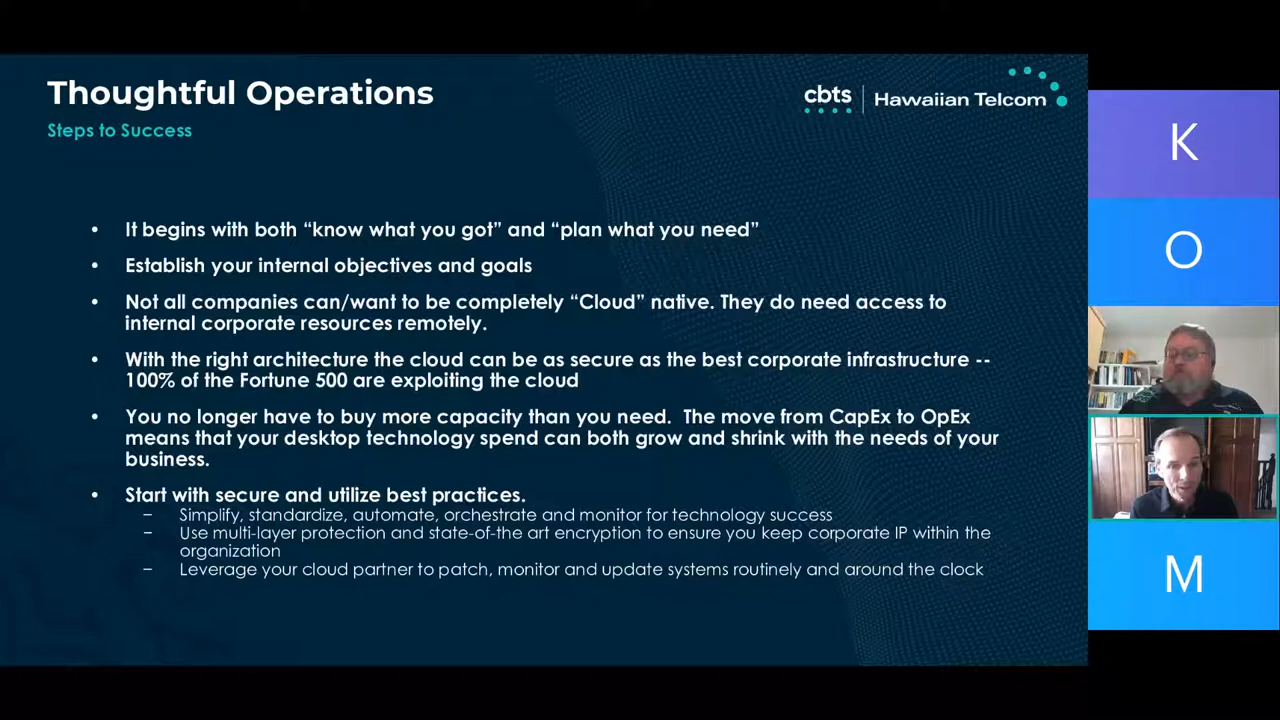 Thoughtful Operations
Steps to Success
cbts
Hawaiian Telcom
• It begins with both “know what you got” and “plan what you need”
• Establish your internal objectives and goals
• Not all companies can/want to be completely “Cloud” native. They do need access to
internal corporate resources remotely.
• With the right architecture the cloud can be as secure as the best corporate infrastructure --
100% of the Fortune 500 are exploiting the cloud
• You no longer have to buy more capacity than you need.  The move from CapEx to OpEx
means that your desktop technology spend can both grow and shrink with the needs of your
business.
• Start with secure and utilize best practices.
– Simplify, standardize, automate, orchestrate and monitor for technology success
– Use multi-layer protection and state-of-the art encryption to ensure you keep corporate IP within the
organization
– Leverage your cloud partner to patch, monitor and update systems routinely and around the clock
K
O
M